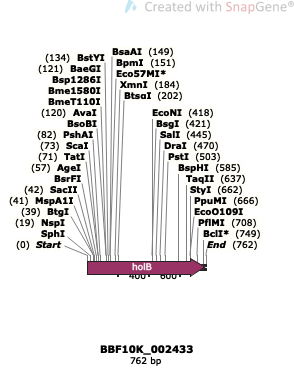 Created with SnapGene®
(134) BstYI
(121) BaeGI
Bsp1286I
Bme1580I
BmeT110I
(120) AvaI
BsoBI
(82) PshAI
(73) ScaI
(71) TatI
(57) AgeI
BsrFI
(42) SacII
(41) MspA1I
(39) BtgI
(19) NspI
SphI
(0) Start
BsaAI (149)
BpmI (151)
Eco57MI*
XmnI (184)
BtsαI (202)
EcoNI (418)
BsgI (421)
SalI (445)
DraI (470)
PstI (503)
BspHI (585)
TaqII (637)
StyI (662)
PpuMI (666)
EcoO109I
PflMI (708)
BclI* (749)
End (762)
holB
400
600
BBF10K_002433
762 bp